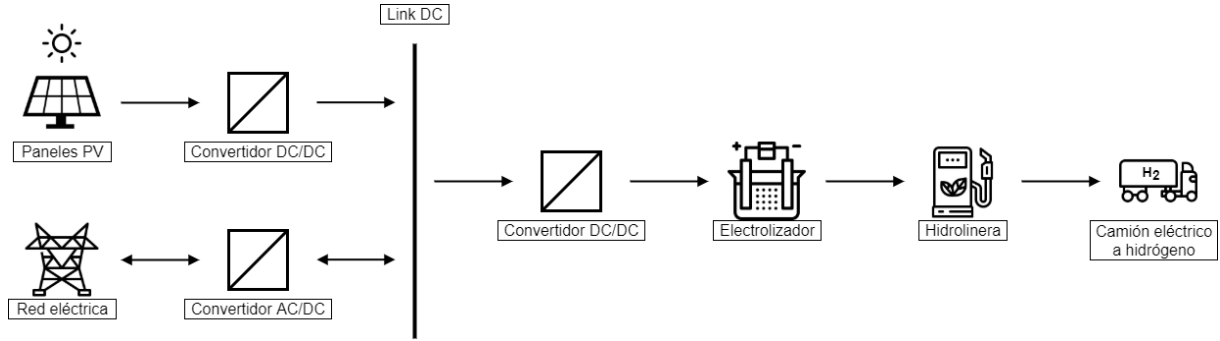 Link DC
Paneles PV
Convertidor DC/DC
+
−
H2
Convertidor DC/DC
Electrolizador
Hidrolinera
Camión eléctrico
a hidrógeno
Red eléctrica
Convertidor AC/DC